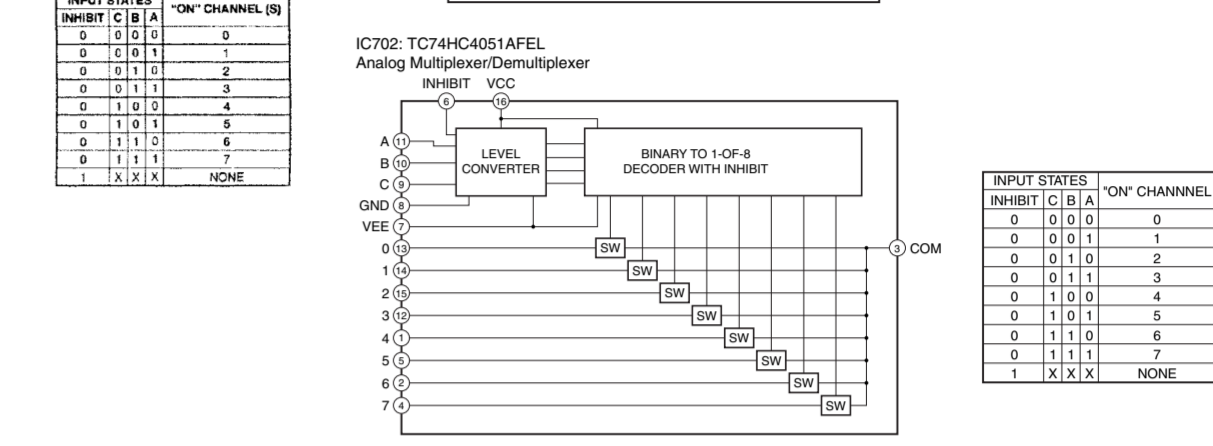 INPUT STATES "ON" CHANNEL (S)
INHIBIT C B A
0 0 0 0 0
0 0 0 1 1
0 0 1 0 2
0 0 1 1 3
0 1 0 0 4
0 1 0 1 5
0 1 1 0 6
0 1 1 1 7
1 X X X NONE
IC702: TC74HC4051AFEL
Analog Multiplexer/Demultiplexer
INHIBIT VCC
6 16
A 11
B 10
C 9
GND 8
VEE 7
LEVEL
CONVERTER
BINARY TO 1-OF-8
DECODER WITH INHIBIT
0 13 SW 3 COM
1 14 SW
2 15 SW
3 12 SW
4 1 SW
5 5 SW
6 2 SW
7 4 SW
INPUT STATES "ON" CHANNNEL
INHIBIT C B A
0 0 0 0 0
0 0 0 1 1
0 0 1 0 2
0 0 1 1 3
0 1 0 0 4
0 1 0 1 5
0 1 1 0 6
0 1 1 1 7
1 X X X NONE